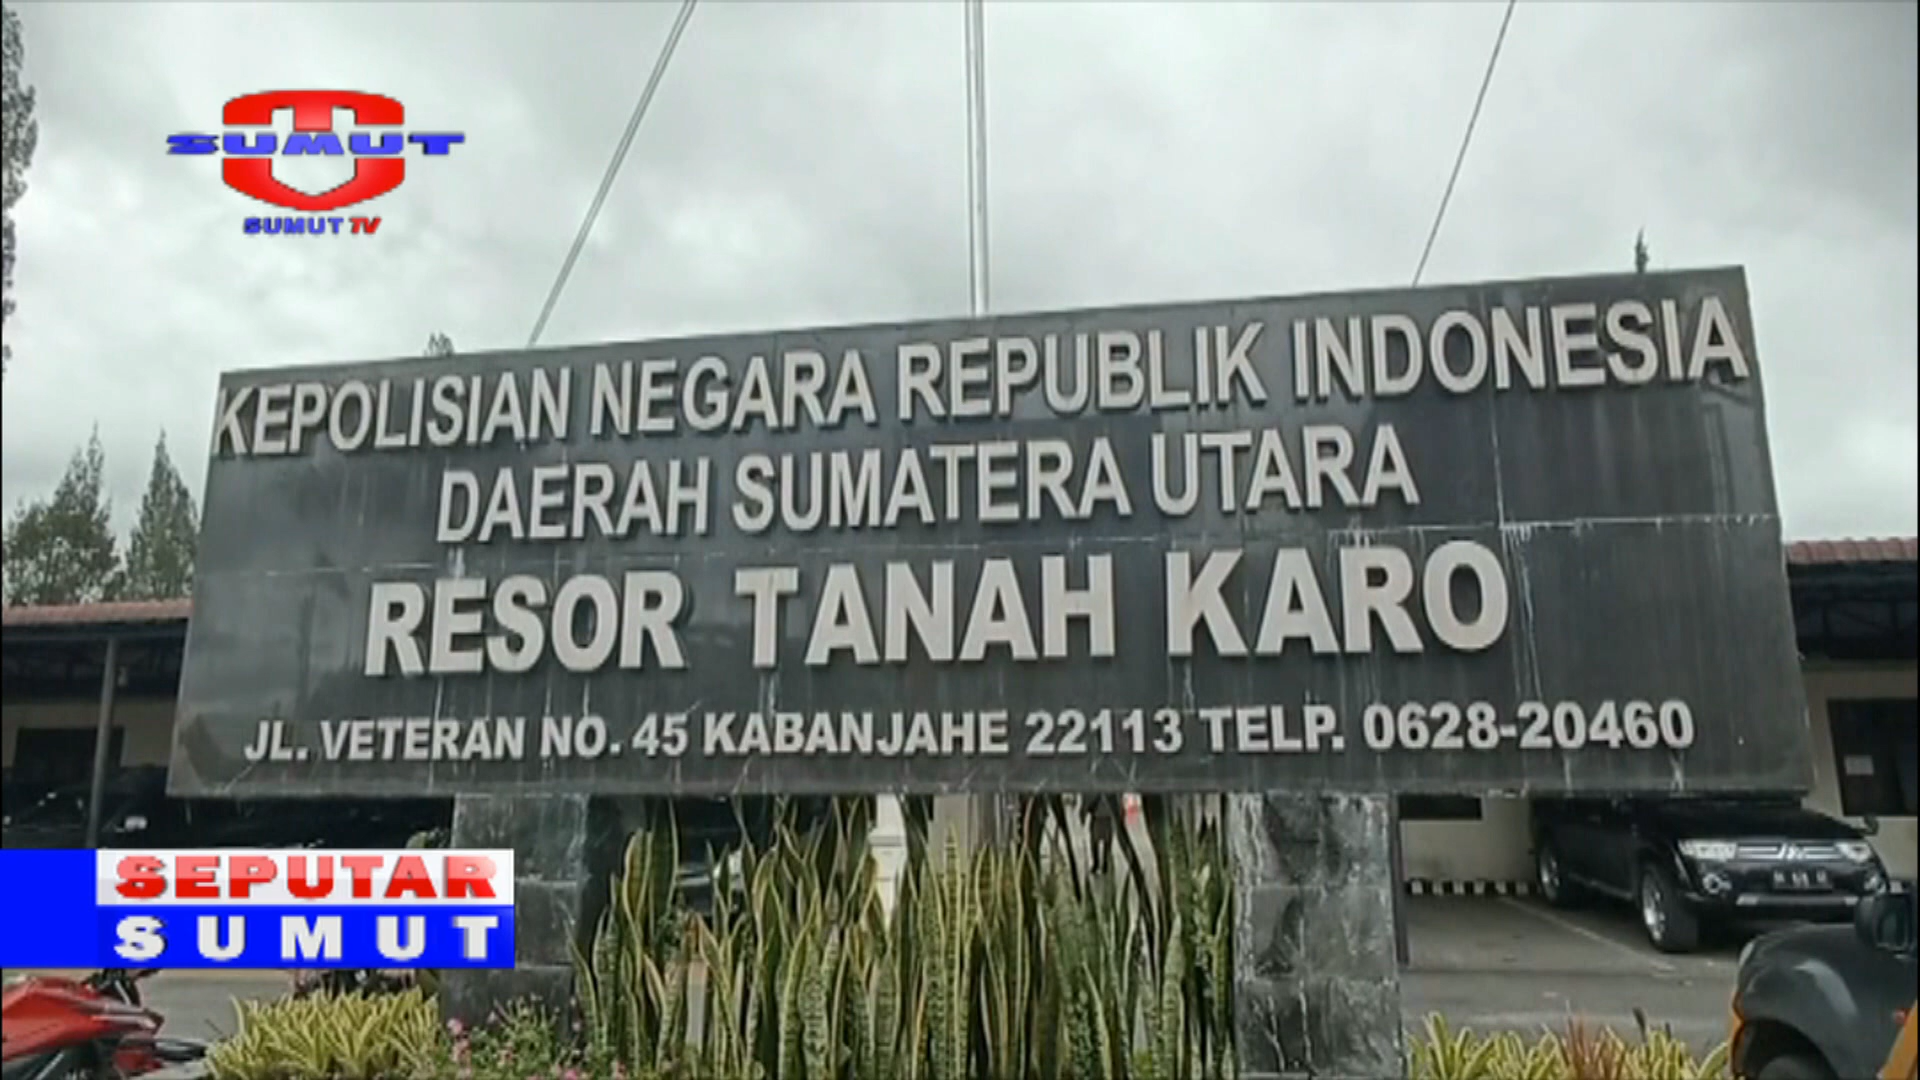 SUMUT
SUMUT TV
KEPOLISIAN NEGARA REPUBLIK INDONESIA
DAERAH SUMATERA UTARA
RESOR TANAH KARO
JL. VETERAN NO. 45 KABANJAHE 22113 TELP. 0628-20460
SEPUTAR
SUMUT